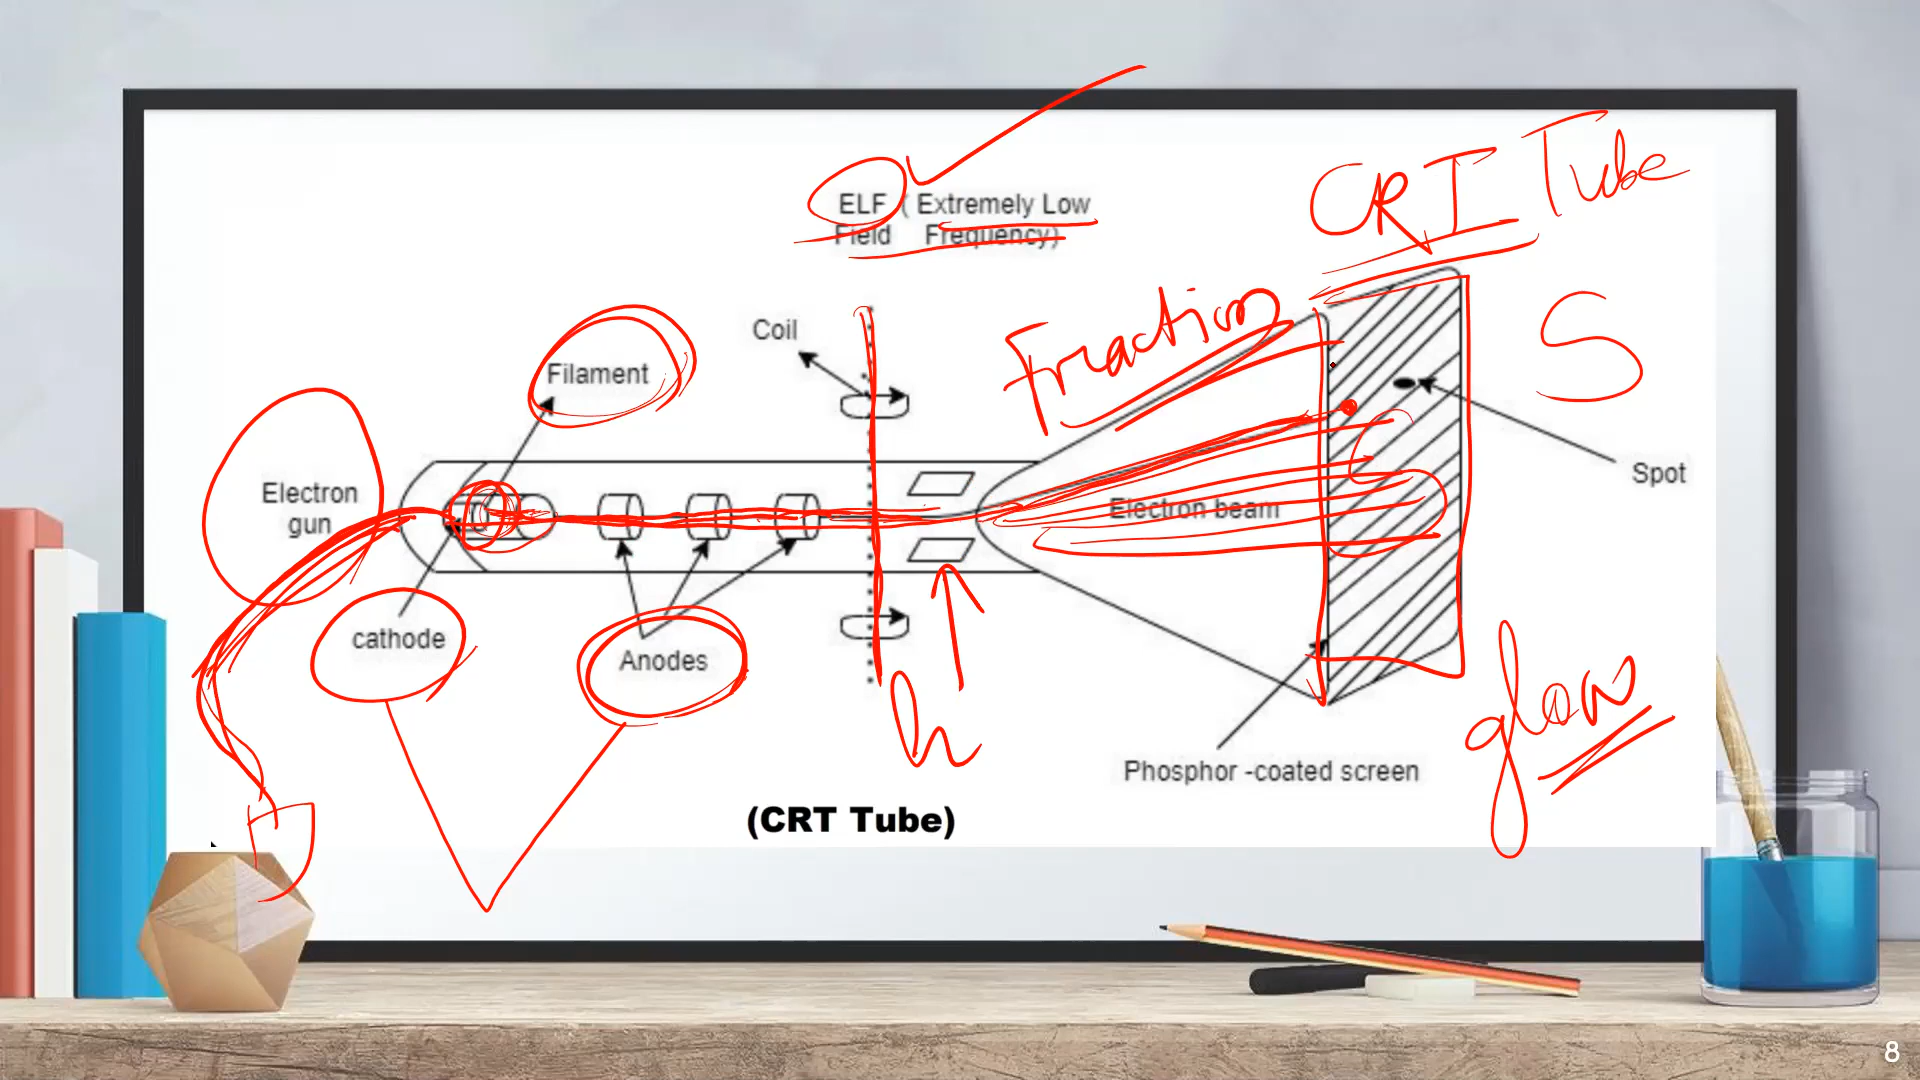 CRT Tube
ELF ( Extremely Low
Field Frequency)
Coil
Fraction
S
Filament
Spot
Electron
gun
Electron beam
cathode
Anodes
glow
Phosphor -coated screen
(CRT Tube)
8